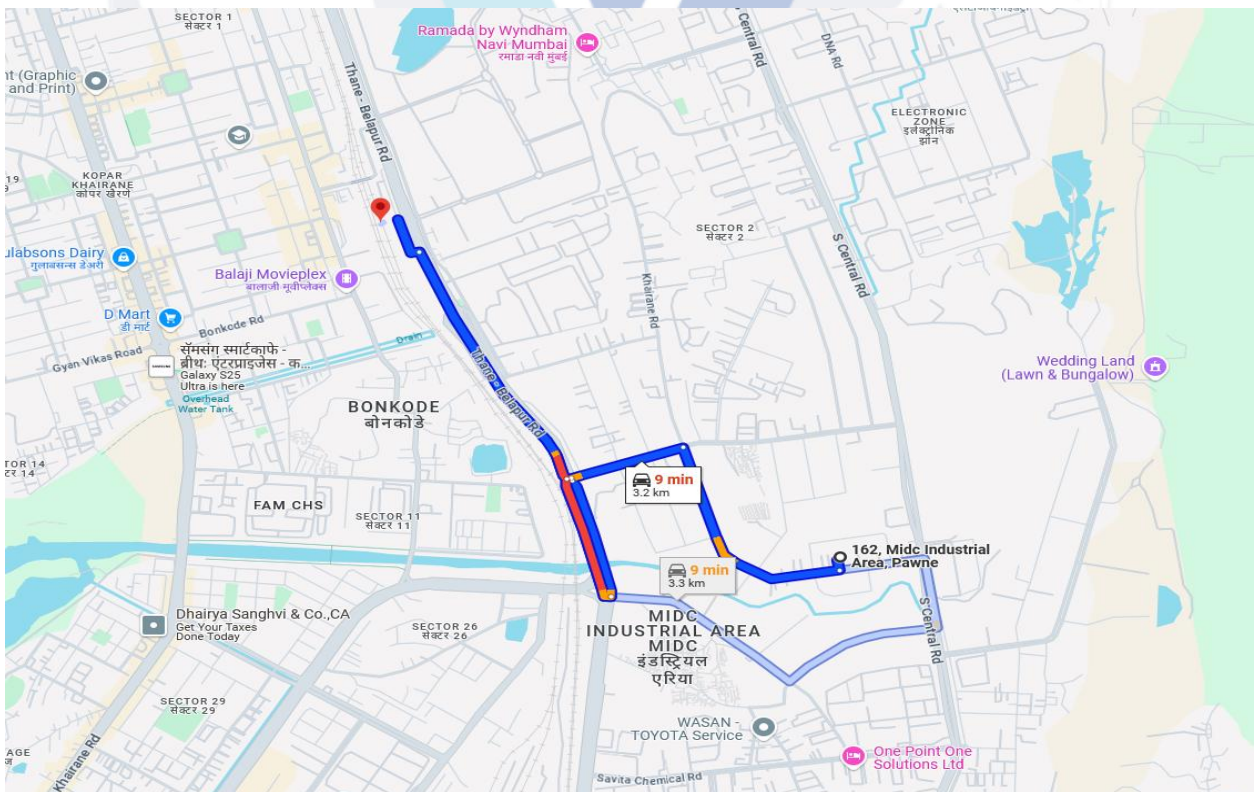 SECTOR 1
सेक्टर 1
Ramada by Wyndham
Navi Mumbai
रमाडा नवी मुंबई
S Central Rd
DNA Rd
Thane - Belapur Rd
nt (Graphic
and Print)
ELECTRONIC
ZONE
इलेक्ट्रॉनिक
झोन
KOPAR
KHAIRANE
कोपर खैरणे
19
SECTOR 2
सेक्टर 2
S Central Rd
ulabsons Dairy
गुलाबसन्स डेअरी
Balaji Movieplex
बालाजी मूवीप्लेक्स
Khairane Rd
D Mart
डी मार्ट
Bonkode Rd
Drain
Gyan Vikas Road
सॅमसंग स्मार्टकाफे -
ब्रीथः एंटरप्राइजेस - क...
Galaxy S25
Ultra is here
Overhead
Water Tank
Thane - Belapur Rd
Wedding Land
(Lawn & Bungalow)
BONKODE
बोनकोडे
TOR 14
टर 14
9 min
3.2 km
FAM CHS
SECTOR 11
सेक्टर 11
162, Midc Industrial
Area, Pawne
9 min
3.3 km
Dhairya Sanghvi & Co.,CA
Get Your Taxes
Done Today
SECTOR 26
सेक्टर 26
MIDC
INDUSTRIAL AREA
MIDC
इंडस्ट्रियल
एरिया
S Central Rd
SECTOR 29
सेक्टर 29
WASAN -
TOYOTA Service
One Point One
Solutions Ltd
AGE
Khairane Rd
Savita Chemical Rd